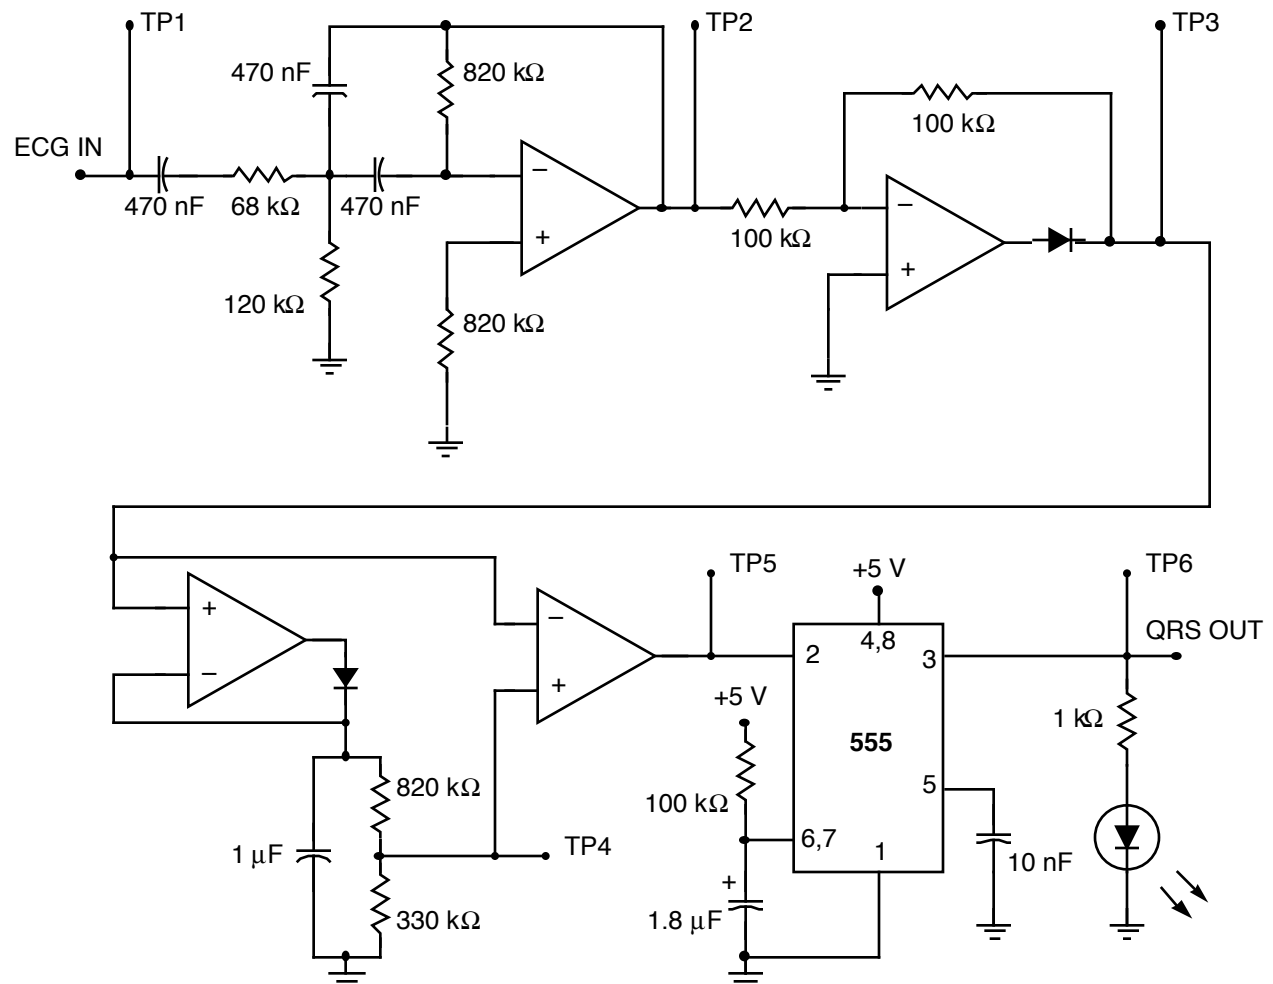 TP1
TP2
TP3
470 nF
820 kΩ
100 kΩ
ECG IN
470 nF
68 kΩ
470 nF
−
+
100 kΩ
−
+
120 kΩ
820 kΩ
TP5
+5 V
TP6
+
−
−
+
2
4,8
3
QRS OUT
+5 V
1 kΩ
555
820 kΩ
100 kΩ
5
1 µF
TP4
6,7
1
10 nF
+
330 kΩ
1.8 µF